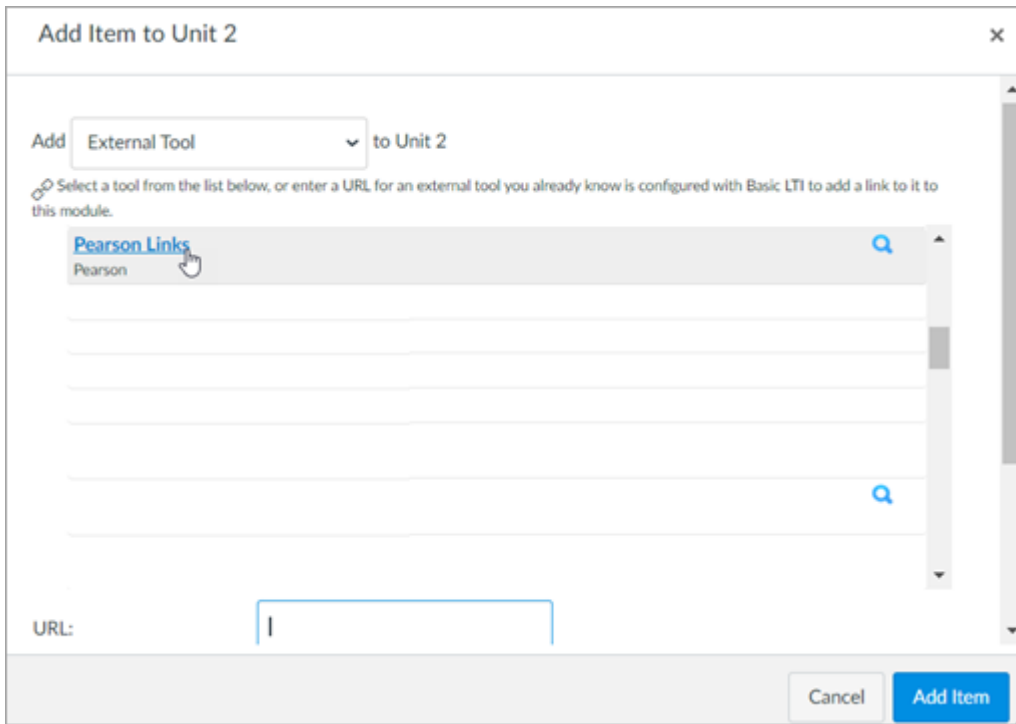 Add Item to Unit 2
Add External Tool to Unit 2
Select a tool from the list below, or enter a URL for an external tool you already know is configured with Basic LTI to add a link to it to
this module.
Pearson Links
Pearson
URL:
Cancel Add Item